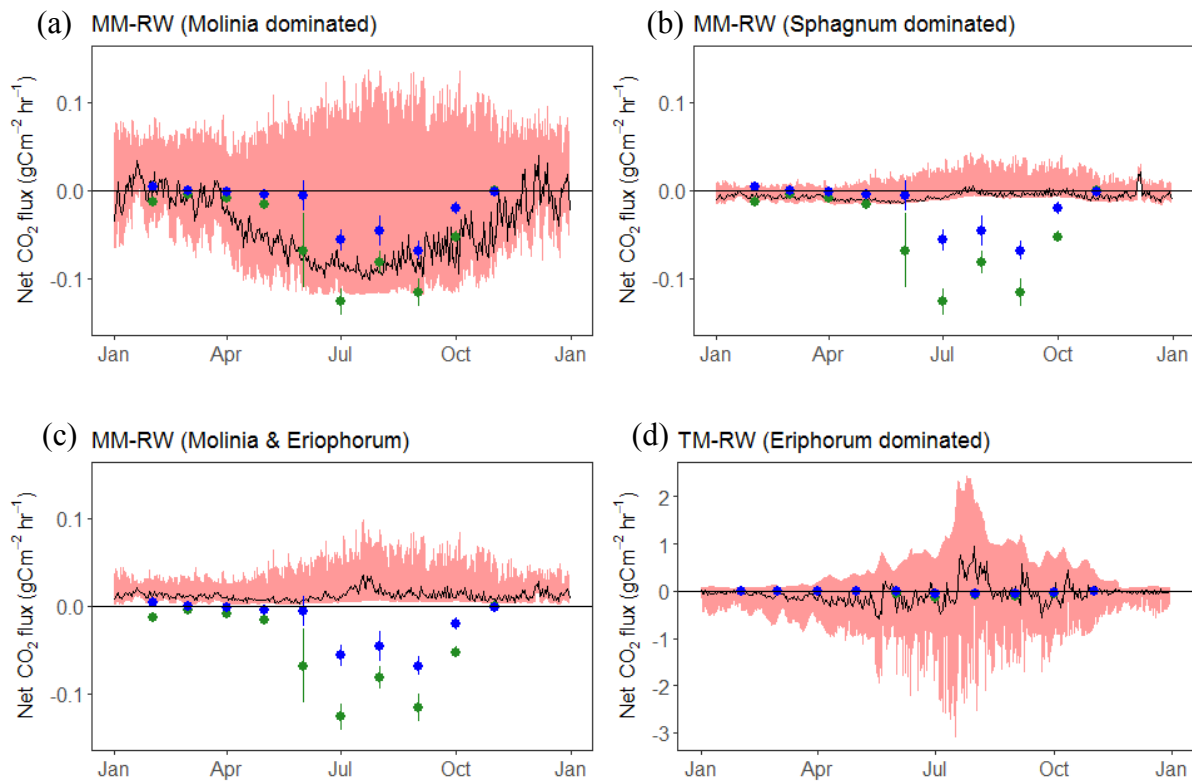 (a) MM-RW (Molinia dominated)
Net CO₂ flux (gCm⁻² hr⁻¹)
0.1
0.0
-0.1
Jan Apr Jul Oct Jan
(b) MM-RW (Sphagnum dominated)
Net CO₂ flux (gCm⁻² hr⁻¹)
0.1
0.0
-0.1
Jan Apr Jul Oct Jan
(c) MM-RW (Molinia & Eriophorum)
Net CO₂ flux (gCm⁻² hr⁻¹)
0.1
0.0
-0.1
Jan Apr Jul Oct Jan
(d) TM-RW (Eriphorum dominated)
Net CO₂ flux (gCm⁻² hr⁻¹)
2
1
0
-1
-2
-3
Jan Apr Jul Oct Jan